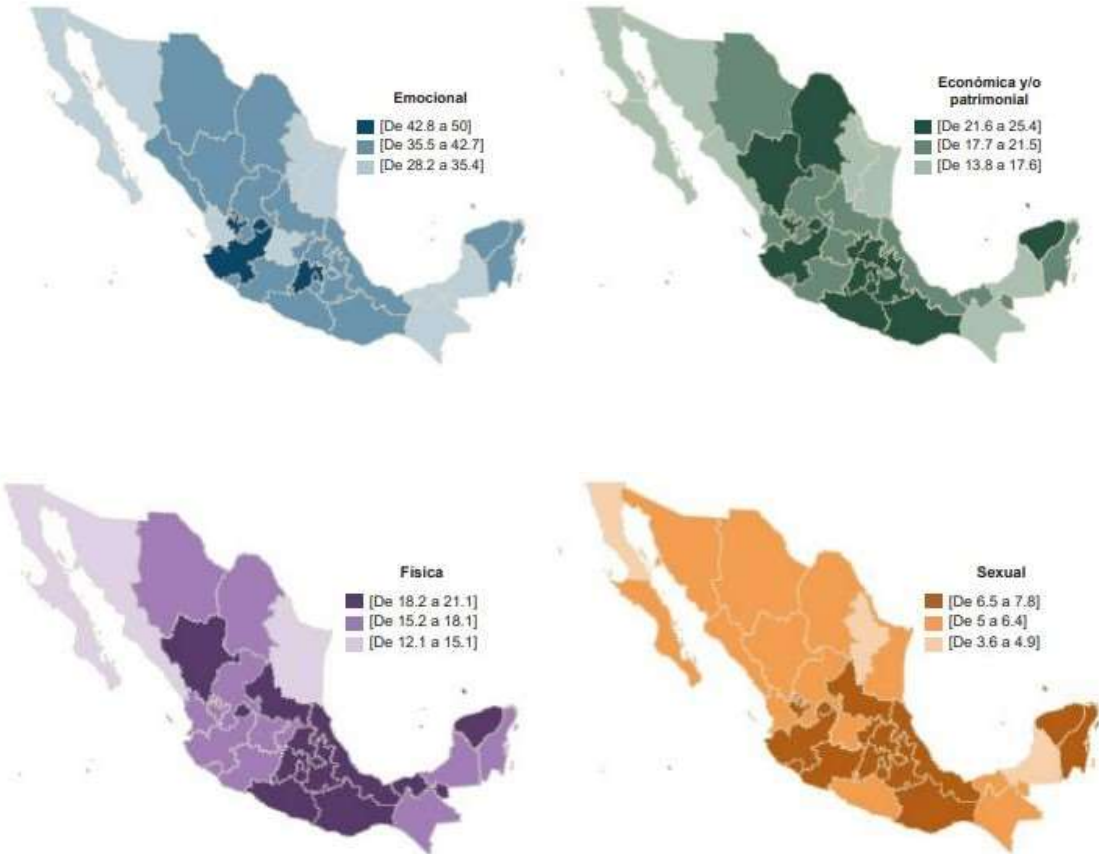 Emocional
[De 42.8 a 50]
[De 35.5 a 42.7]
[De 28.2 a 35.4]
Económica y/o
patrimonial
[De 21.6 a 25.4]
[De 17.7 a 21.5]
[De 13.8 a 17.6]
Física
[De 18.2 a 21.1]
[De 15.2 a 18.1]
[De 12.1 a 15.1]
Sexual
[De 6.5 a 7.8]
[De 5 a 6.4]
[De 3.6 a 4.9]